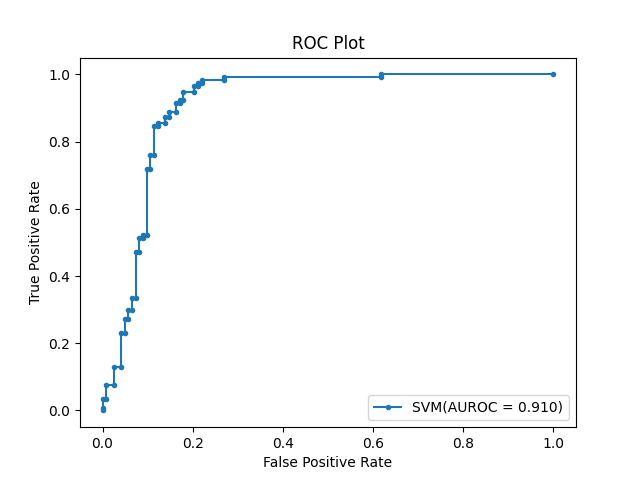 ROC Plot
1.0
0.8
0.6
0.4
0.2
0.0
True Positive Rate
SVM(AUROC = 0.910)
0.0 0.2 0.4 0.6 0.8 1.0
False Positive Rate